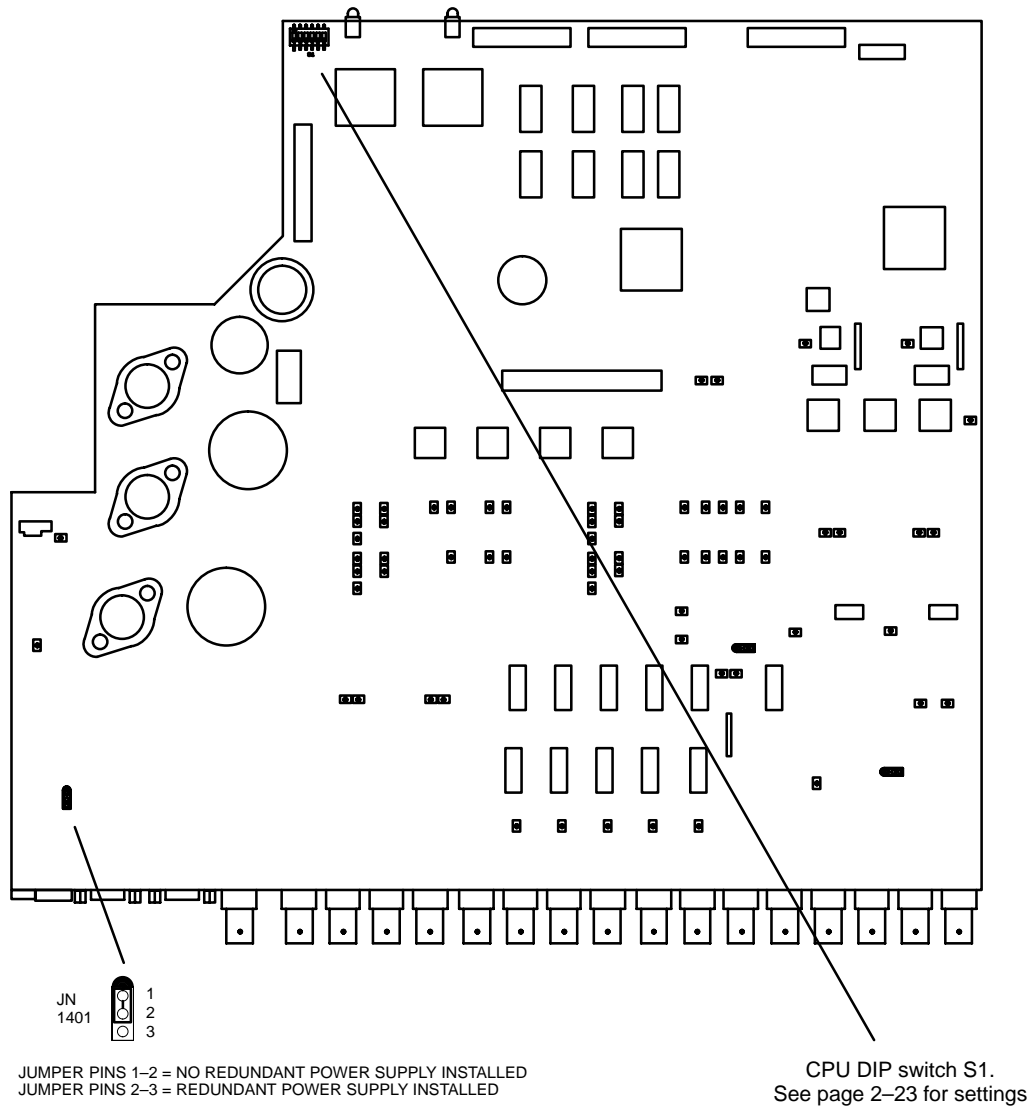 JN
1401
1
2
3
JUMPER PINS 1–2 = NO REDUNDANT POWER SUPPLY INSTALLED
JUMPER PINS 2–3 = REDUNDANT POWER SUPPLY INSTALLED
CPU DIP switch S1.
See page 2–23 for settings